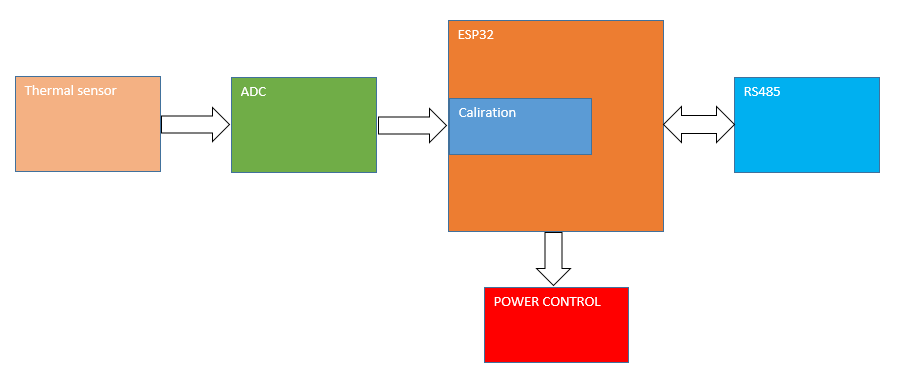 ESP32
Thermal sensor
ADC
RS485
Caliration
POWER CONTROL